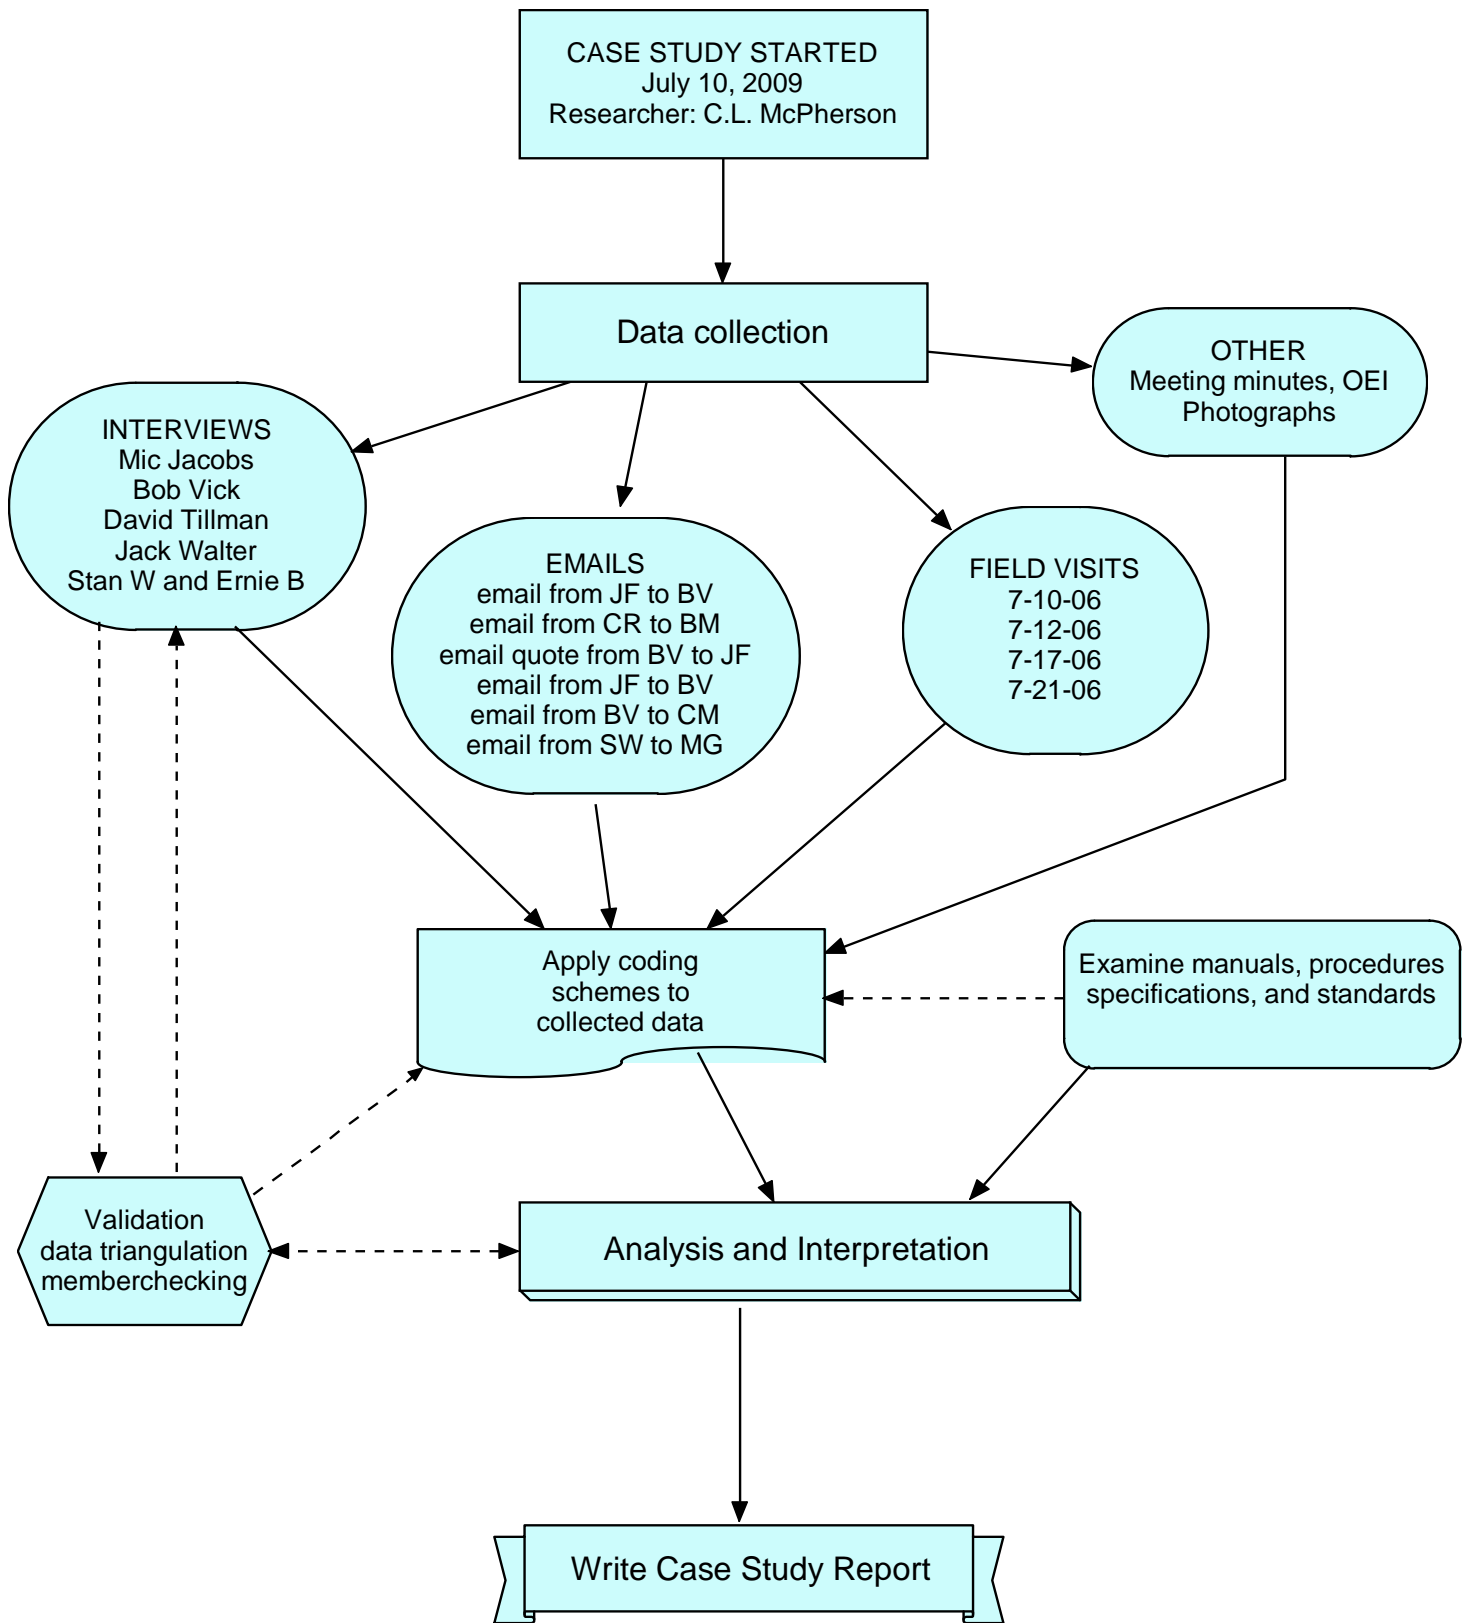 CASE STUDY STARTED
July 10, 2009
Researcher: C.L. McPherson
Data collection
OTHER
Meeting minutes, OEI
Photographs
INTERVIEWS
Mic Jacobs
Bob Vick
David Tillman
Jack Walter
Stan W and Ernie B
EMAILS
email from JF to BV
email from CR to BM
email quote from BV to JF
email from JF to BV
email from BV to CM
email from SW to MG
FIELD VISITS
7-10-06
7-12-06
7-17-06
7-21-06
Apply coding
schemes to
collected data
Examine manuals, procedures
specifications, and standards
Validation
data triangulation
memberchecking
Analysis and Interpretation
Write Case Study Report